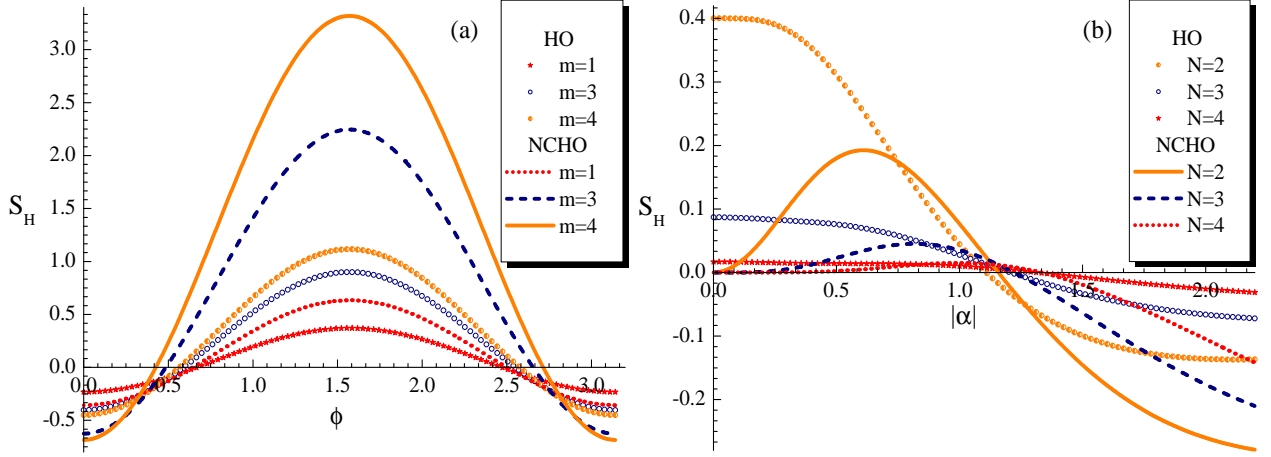 (a)
HO
m=1
m=3
m=4
NCHO
m=1
m=3
m=4
3.0
2.5
2.0
1.5
1.0
0.5
0.0
-0.5
S_H
0.0 0.5 1.0 1.5 2.0 2.5 3.0
ϕ
(b)
HO
N=2
N=3
N=4
NCHO
N=2
N=3
N=4
0.4
0.3
0.2
0.1
0.0
-0.1
-0.2
S_H
0.0 0.5 1.0 1.5 2.0
|α|